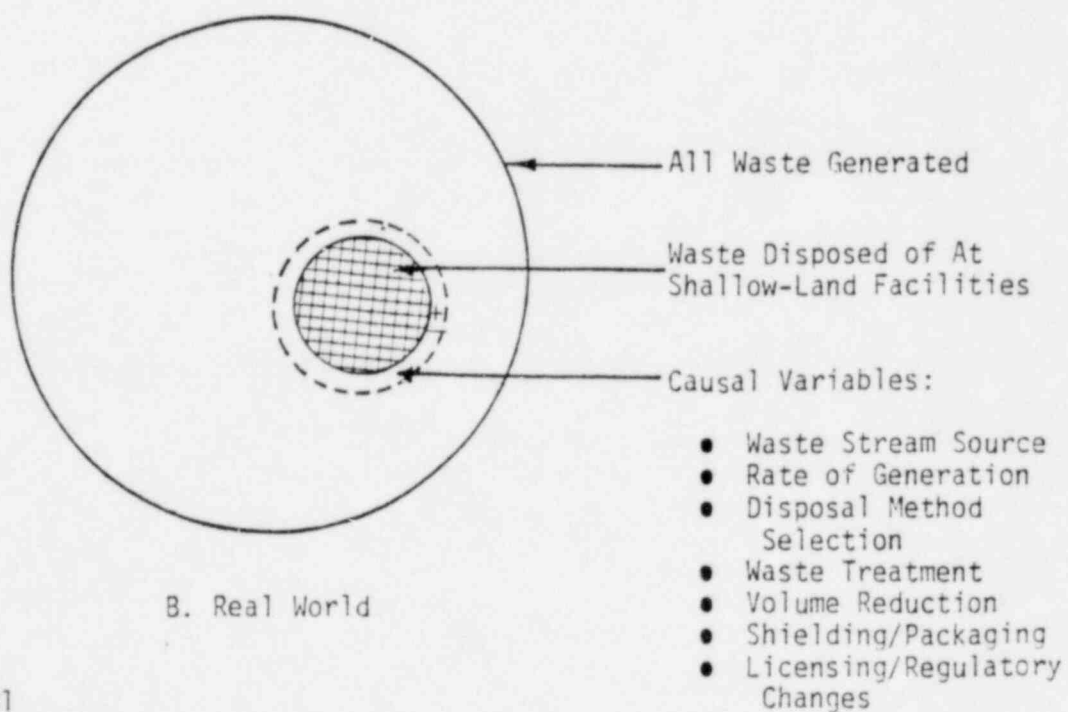 All Waste Generated
Waste Disposed of At
Shallow-Land Facilities
+
-
Causal Variables:
• Waste Stream Source
• Rate of Generation
• Disposal Method
Selection
• Waste Treatment
• Volume Reduction
• Shielding/Packaging
• Licensing/Regulatory
Changes
B. Real World
1